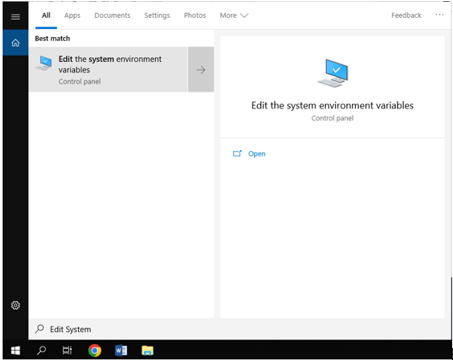 All Apps Documents Settings Photos More Feedback ...
Best match
Edit the system environment
variables
Control panel
Edit the system environment variables
Control panel
Open
Edit System